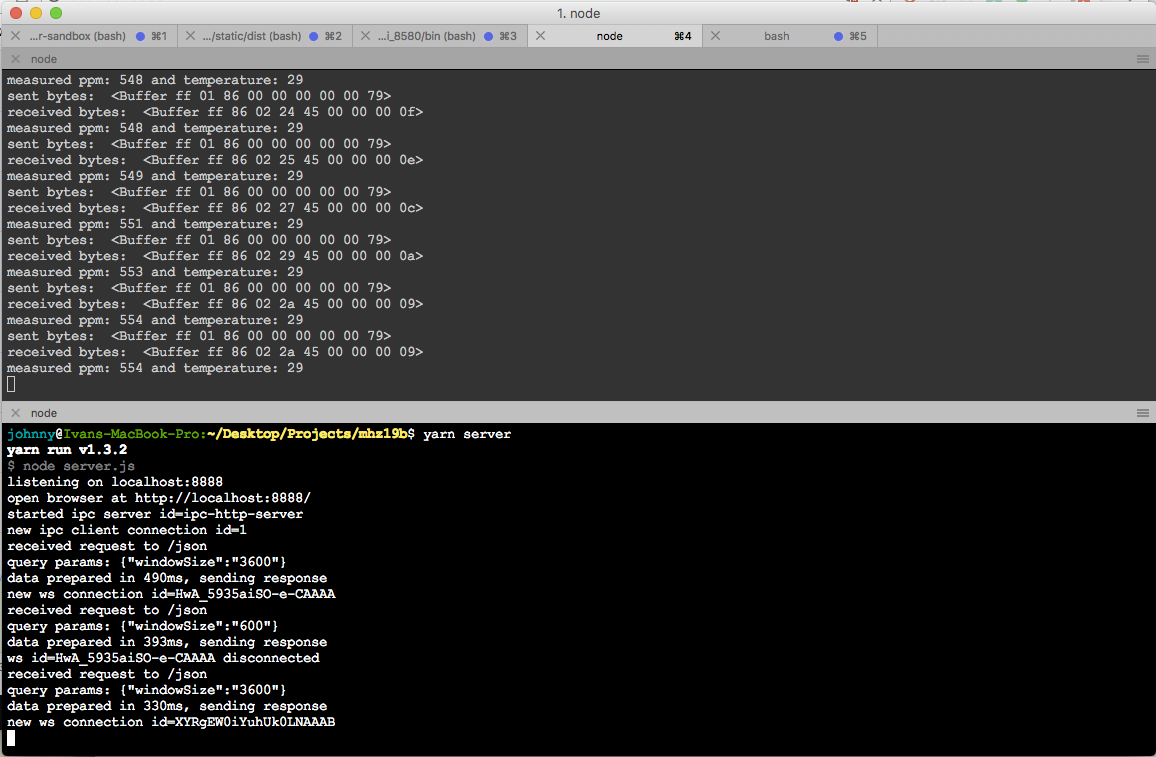 1. node
...r-sandbox (bash) ⌘1 .../static/dist (bash) ⌘2 ...i_8580/bin (bash) ⌘3 node ⌘4 bash ⌘5
node
measured ppm: 548 and temperature: 29
sent bytes:  <Buffer ff 01 86 00 00 00 00 00 79>
received bytes:  <Buffer ff 86 02 24 45 00 00 00 0f>
measured ppm: 548 and temperature: 29
sent bytes:  <Buffer ff 01 86 00 00 00 00 00 79>
received bytes:  <Buffer ff 86 02 25 45 00 00 00 0e>
measured ppm: 549 and temperature: 29
sent bytes:  <Buffer ff 01 86 00 00 00 00 00 79>
received bytes:  <Buffer ff 86 02 27 45 00 00 00 0c>
measured ppm: 551 and temperature: 29
sent bytes:  <Buffer ff 01 86 00 00 00 00 00 79>
received bytes:  <Buffer ff 86 02 29 45 00 00 00 0a>
measured ppm: 553 and temperature: 29
sent bytes:  <Buffer ff 01 86 00 00 00 00 00 79>
received bytes:  <Buffer ff 86 02 2a 45 00 00 00 09>
measured ppm: 554 and temperature: 29
sent bytes:  <Buffer ff 01 86 00 00 00 00 00 79>
received bytes:  <Buffer ff 86 02 2a 45 00 00 00 09>
measured ppm: 554 and temperature: 29
node
johnny@Ivans-MacBook-Pro:~/Desktop/Projects/mhz19b$ yarn server
yarn run v1.3.2
$ node server.js
listening on localhost:8888
open browser at http://localhost:8888/
started ipc server id=ipc-http-server
new ipc client connection id=1
received request to /json
query params: {"windowSize":"3600"}
data prepared in 490ms, sending response
new ws connection id=HwA_5935aiSO-e-CAAAA
received request to /json
query params: {"windowSize":"600"}
data prepared in 393ms, sending response
ws id=HwA_5935aiSO-e-CAAAA disconnected
received request to /json
query params: {"windowSize":"3600"}
data prepared in 330ms, sending response
new ws connection id=XYRgEW0iYuhUk0LNAAAB